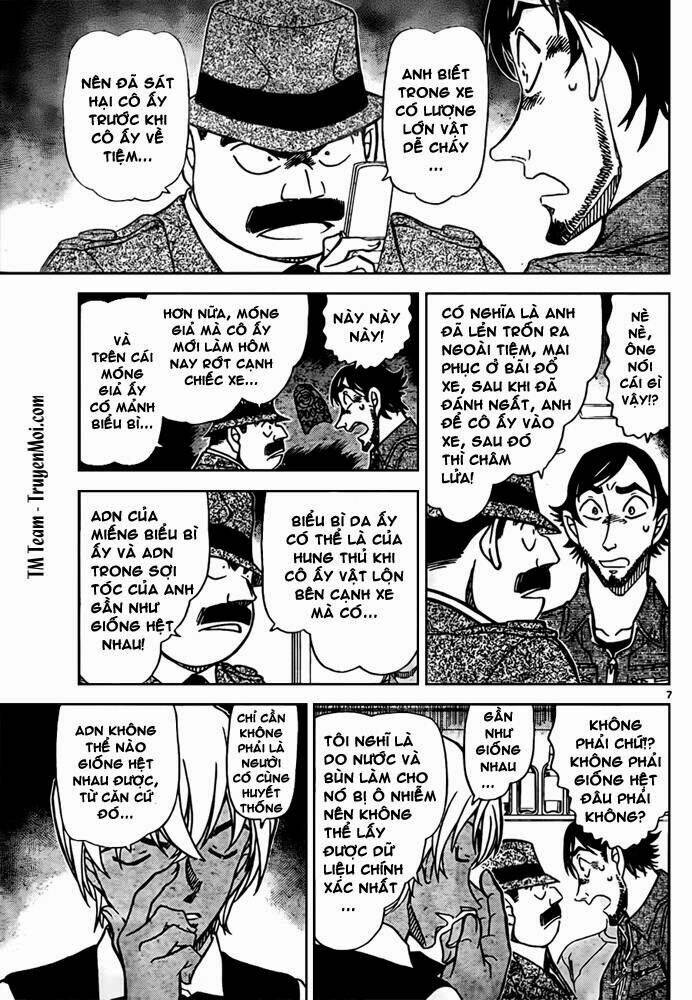 ANH BIẾT
TRONG XE
CÓ LƯỢNG
LỚN VẬT
DỄ CHÁY
...
NÊN ĐÃ SÁT
HẠI CÔ ẤY
TRƯỚC KHI
CÔ ẤY VỀ
TIỆM...
NÈ
NÈ,
ÔNG
NÓI
CÁI GÌ
VẬY!?
CÓ NGHĨA LÀ ANH
ĐÃ LẺN TRỐN RA
NGOÀI TIỆM, MAI
PHỤC Ở BÃI ĐỖ
XE, SAU KHI ĐÃ
ĐÁNH NGẤT, ANH
ĐỂ CÔ ẤY VÀO
XE, SAU ĐÓ
THÌ CHÂM
LỬA!
NÀY NÀY
NÀY!
HƠN NỮA, MÓNG
GIẢ MÀ CÔ ẤY
MỚI LÀM HÔM
NAY RỚT CẠNH
CHIẾC XE...
VÀ
TRÊN CÁI
MÓNG
GIẢ ẤY
CÓ MẢNH
BIỂU BÌ...
BIỂU BÌ DA ẤY
CÓ THỂ LÀ CỦA
HUNG THỦ KHI
CÔ ẤY VẬT LỘN
BÊN CẠNH XE
MÀ CÓ...
ADN CỦA
MIẾNG BIỂU BÌ
ẤY VÀ ADN
TRONG SỢI
TÓC CỦA ANH
GẦN NHƯ
GIỐNG HỆT
NHAU!
7
KHÔNG
PHẢI CHỨ!?
KHÔNG PHẢI
GIỐNG HỆT
ĐÂU PHẢI
KHÔNG?
GẦN
NHƯ
GIỐNG
NHAU
...
TÔI NGHĨ LÀ
DO NƯỚC VÀ
BÙN LÀM CHO
NÓ BỊ Ô NHIỄM
NÊN KHÔNG
THỂ LẤY
ĐƯỢC DỮ
LIỆU CHÍNH
XÁC NHẤT
...
CHỈ CẦN
KHÔNG
PHẢI LÀ
NGƯỜI
CÓ CÙNG
HUYẾT
THỐNG
ADN KHÔNG
THỂ NÀO
GIỐNG HỆT
NHAU ĐƯỢC,
TỪ CĂN CỨ
ĐÓ...
TM Team - TruyenMoi.com